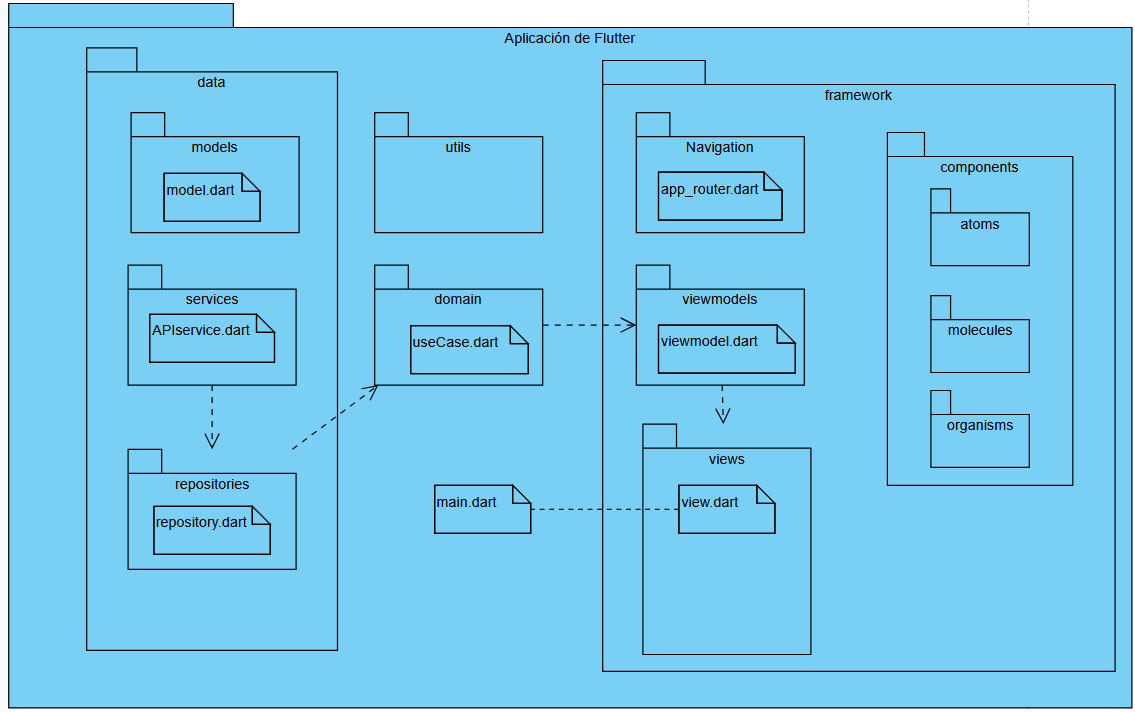 Aplicación de Flutter
data
models
model.dart
services
APIservice.dart
repositories
repository.dart
utils
domain
useCase.dart
main.dart
framework
Navigation
app_router.dart
viewmodels
viewmodel.dart
views
view.dart
components
atoms
molecules
organisms